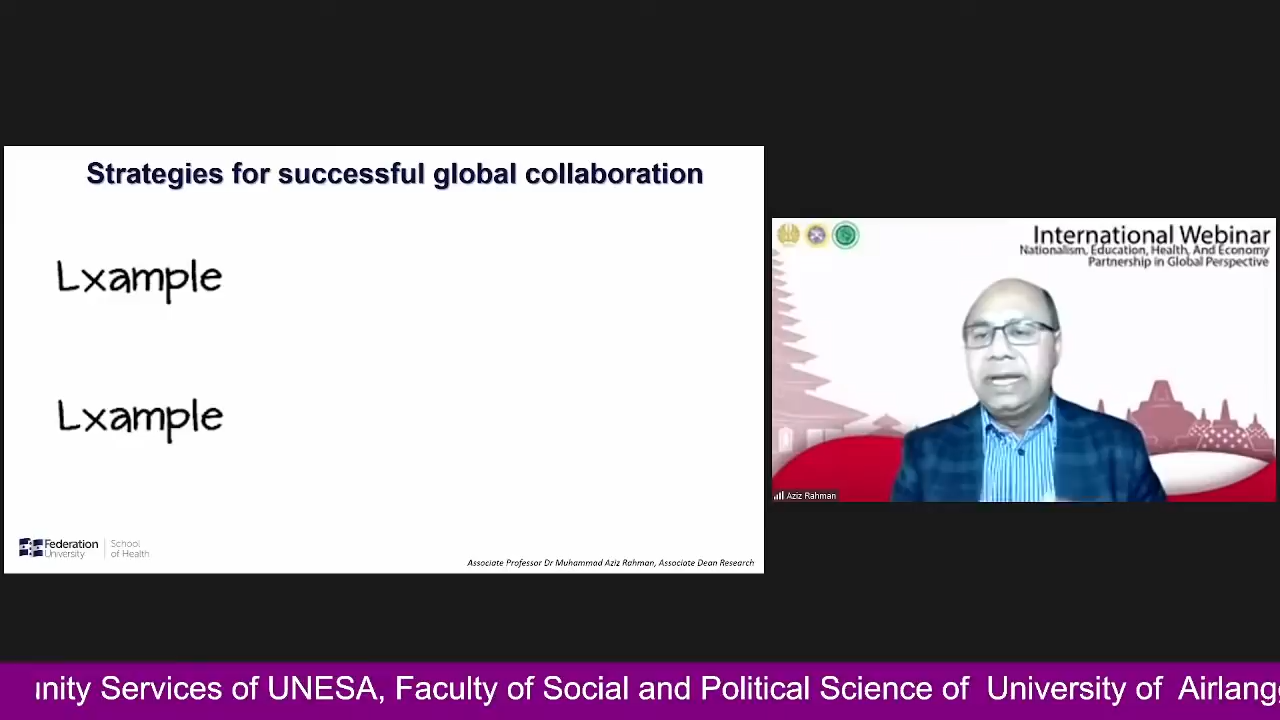 Strategies for successful global collaboration
Lxample
Lxample
Federation
University
School
of Health
Associate Professor Dr Muhammad Aziz Rahman, Associate Dean Research
International Webinar
Nationalism, Education, Health, And Economy
Partnership in Global Perspective
Aziz Rahman
Services of UNESA, Faculty of Social and Political Science of University of